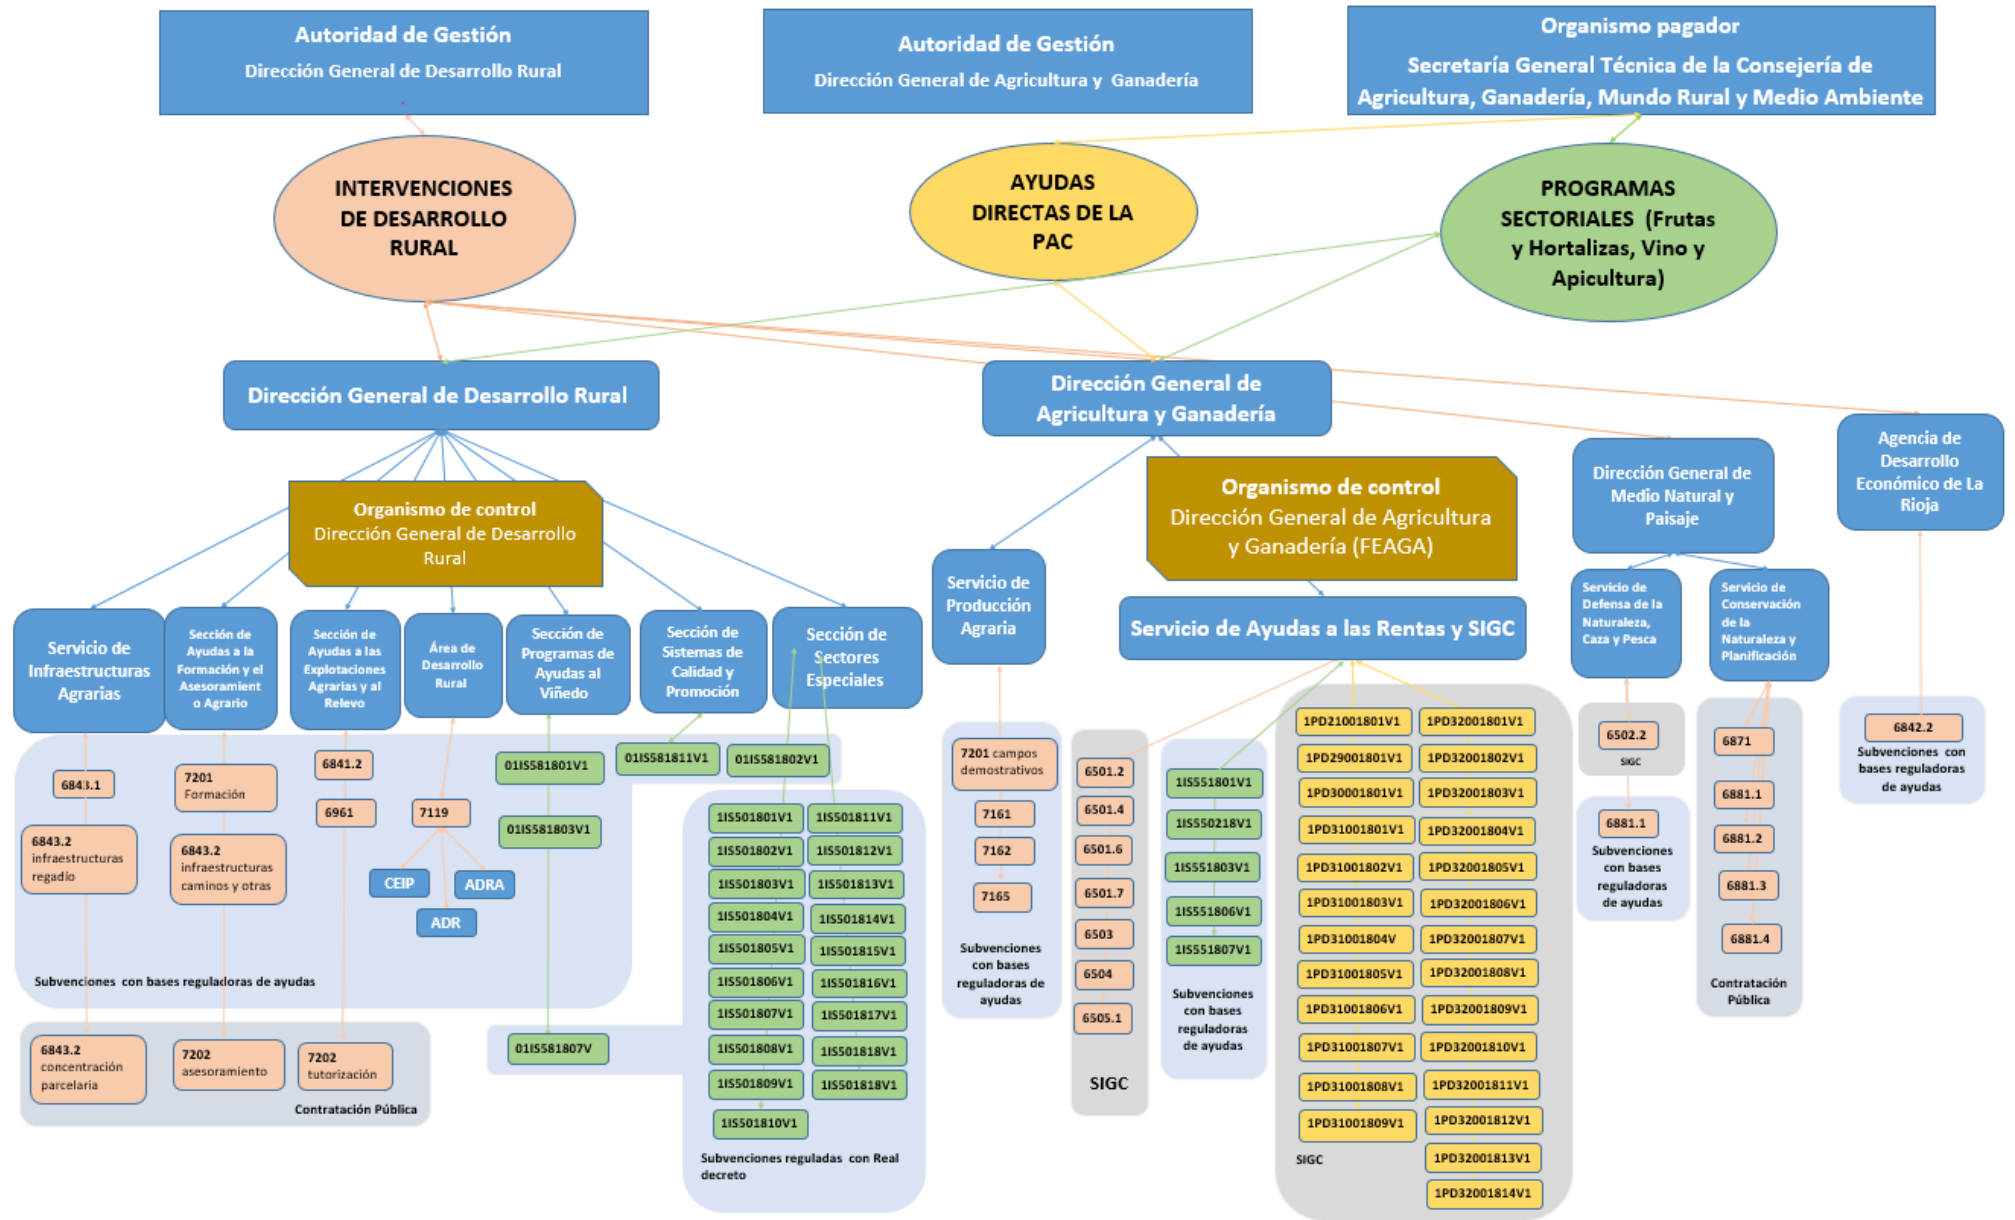 Autoridad de Gestión
Dirección General de Desarrollo Rural
Autoridad de Gestión
Dirección General de Agricultura y Ganadería
Organismo pagador
Secretaría General Técnica de la Consejería de
Agricultura, Ganadería, Mundo Rural y Medio Ambiente
INTERVENCIONES
DE DESARROLLO
RURAL
AYUDAS
DIRECTAS DE LA
PAC
PROGRAMAS
SECTORIALES (Frutas
y Hortalizas, Vino y
Apicultura)
Dirección General de Desarrollo Rural
Dirección General de
Agricultura y Ganadería
Dirección General de
Medio Natural y
Paisaje
Agencia de
Desarrollo
Económico de La
Rioja
Organismo de control
Dirección General de Desarrollo
Rural
Organismo de control
Dirección General de Agricultura
y Ganadería (FEAGA)
Servicio de
Infraestructuras
Agrarias
Sección de
Ayudas a la
Formación y el
Asesoramient
o Agrario
Sección de
Ayudas a las
Explotaciones
Agrarias y al
Relevo
Área de
Desarrollo
Rural
Sección de
Programas de
Ayudas al
Viñedo
Sección de
Sistemas de
Calidad y
Promoción
Sección de
Sectores
Especiales
Servicio de
Producción
Agraria
Servicio de Ayudas a las Rentas y SIGC
Servicio de
Defensa de la
Naturaleza,
Caza y Pesca
Servicio de
Conservación
de la
Naturaleza y
Planificación
6843.1
6843.2
infraestructuras
regadío
7201
Formación
6843.2
infraestructuras
caminos y otras
6841.2
6961
7119
CEIP
ADRA
ADR
01IS581801V1
01IS581803V1
01IS581811V1
01IS581802V1
Subvenciones con bases reguladoras de ayudas
6843.2
concentración
parcelaria
7202
asesoramiento
7202
tutorización
Contratación Pública
01IS581807V
1IS501801V1
1IS501802V1
1IS501803V1
1IS501804V1
1IS501805V1
1IS501806V1
1IS501807V1
1IS501808V1
1IS501809V1
1IS501810V1
1IS501811V1
1IS501812V1
1IS501813V1
1IS501814V1
1IS501815V1
1IS501816V1
1IS501817V1
1IS501818V1
1IS501818V1
Subvenciones reguladas con Real
decreto
7201 campos
demostrativos
7161
7162
7165
Subvenciones
con bases
reguladoras de
ayudas
6501.2
6501.4
6501.6
6501.7
6503
6504
6505.1
SIGC
1IS551801V1
1IS550218V1
1IS551803V1
1IS551806V1
1IS551807V1
Subvenciones
con bases
reguladoras
de ayudas
1PD21001801V1
1PD29001801V1
1PD30001801V1
1PD31001801V1
1PD31001802V1
1PD31001803V1
1PD31001804V
1PD31001805V1
1PD31001806V1
1PD31001807V1
1PD31001808V1
1PD31001809V1
SIGC
1PD32001801V1
1PD32001802V1
1PD32001803V1
1PD32001804V1
1PD32001805V1
1PD32001806V1
1PD32001807V1
1PD32001808V1
1PD32001809V1
1PD32001810V1
1PD32001811V1
1PD32001812V1
1PD32001813V1
1PD32001814V1
6502.2
SIGC
6881.1
Subvenciones
con bases
reguladoras
de ayudas
6871
6881.1
6881.2
6881.3
6881.4
Contratación
Pública
6842.2
Subvenciones con
bases reguladoras
de ayudas